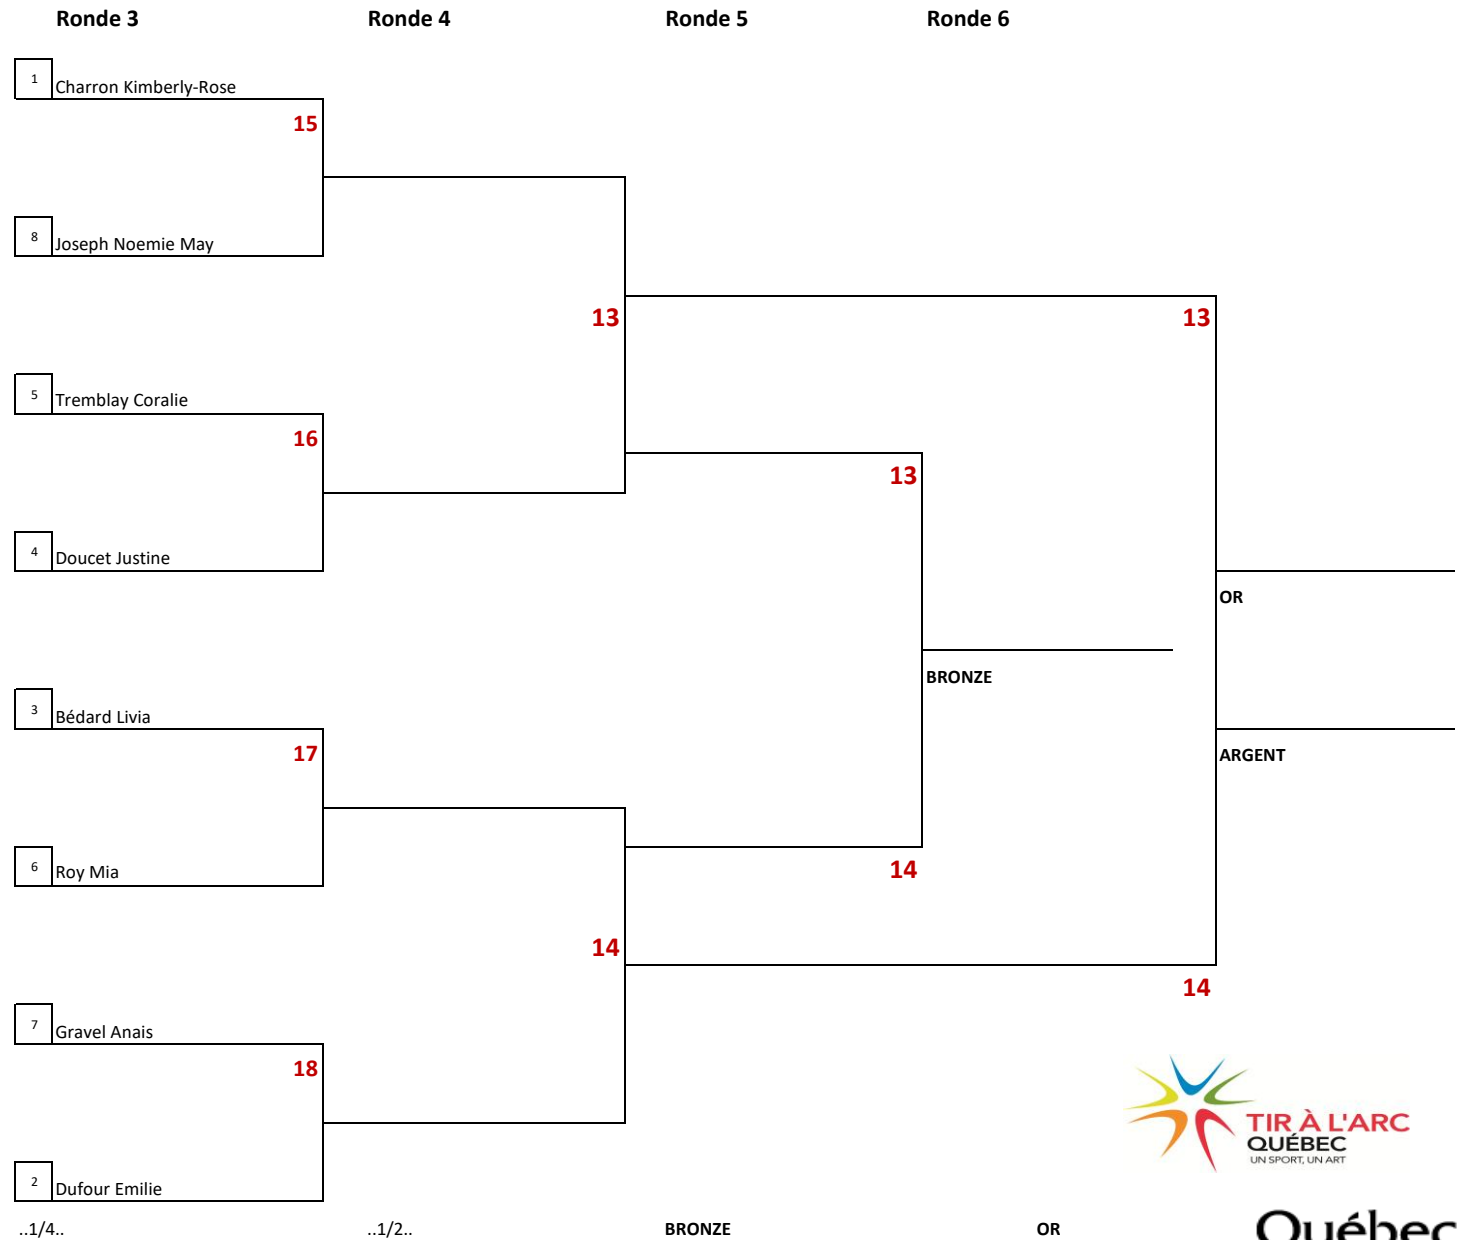 Ronde 3 Ronde 4 Ronde 5 Ronde 6
1 Charron Kimberly-Rose
15
8 Joseph Noemie May
13 13
5 Tremblay Coralie
16
13
4 Doucet Justine
OR
BRONZE
3 Bédard Livia
17
ARGENT
6 Roy Mia
14
14
14
7 Gravel Anais
18
TIR À L'ARC
QUÉBEC
UN SPORT, UN ART
2 Dufour Emilie
..1/4.. ..1/2.. BRONZE OR
Québec